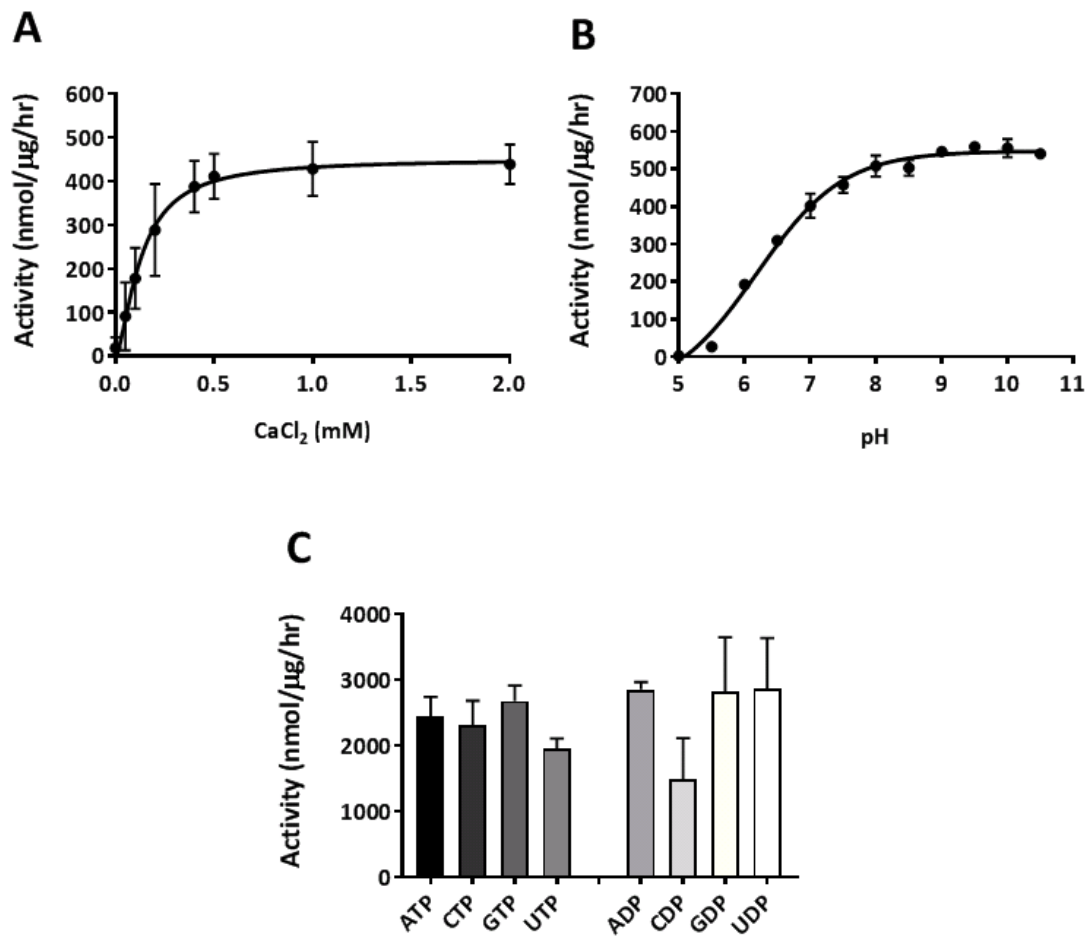 A
Activity (nmol/µg/hr)
600
500
400
300
200
100
0
0.0 0.5 1.0 1.5 2.0
CaCl₂ (mM)
B
Activity (nmol/µg/hr)
700
600
500
400
300
200
100
0
5 6 7 8 9 10 11
pH
C
Activity (nmol/µg/hr)
4000
3000
2000
1000
0
ATP CTP GTP UTP ADP CDP GDP UDP